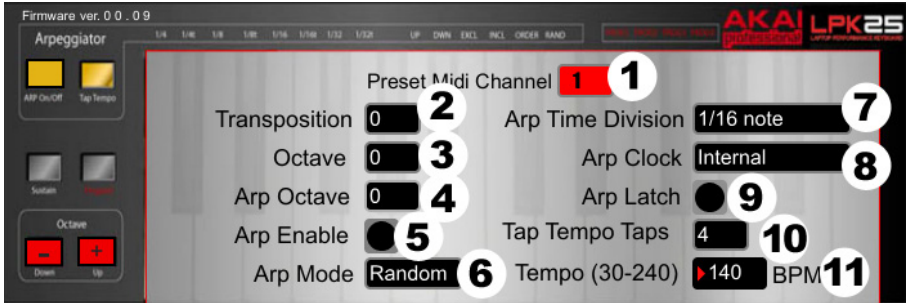 Firmware ver. 0 0 . 0 9
Arpeggiator
1/4 1/4t 1/8 1/8t 1/16 1/16t 1/32 1/32t UP DWN EXCL INCL ORDER RAND
AKAI professional LPK25
ARP On/Off Tap Tempo
Preset Midi Channel 1 1
Transposition 0 2
Arp Time Division 1/16 note 7
Octave 0 3
Arp Clock Internal 8
Arp Octave 0 4
Arp Latch 9
Arp Enable 5
Tap Tempo Taps 4 10
Arp Mode Random 6
Tempo (30-240) 140 BPM 11
Sustain
Octave
- +
Down Up